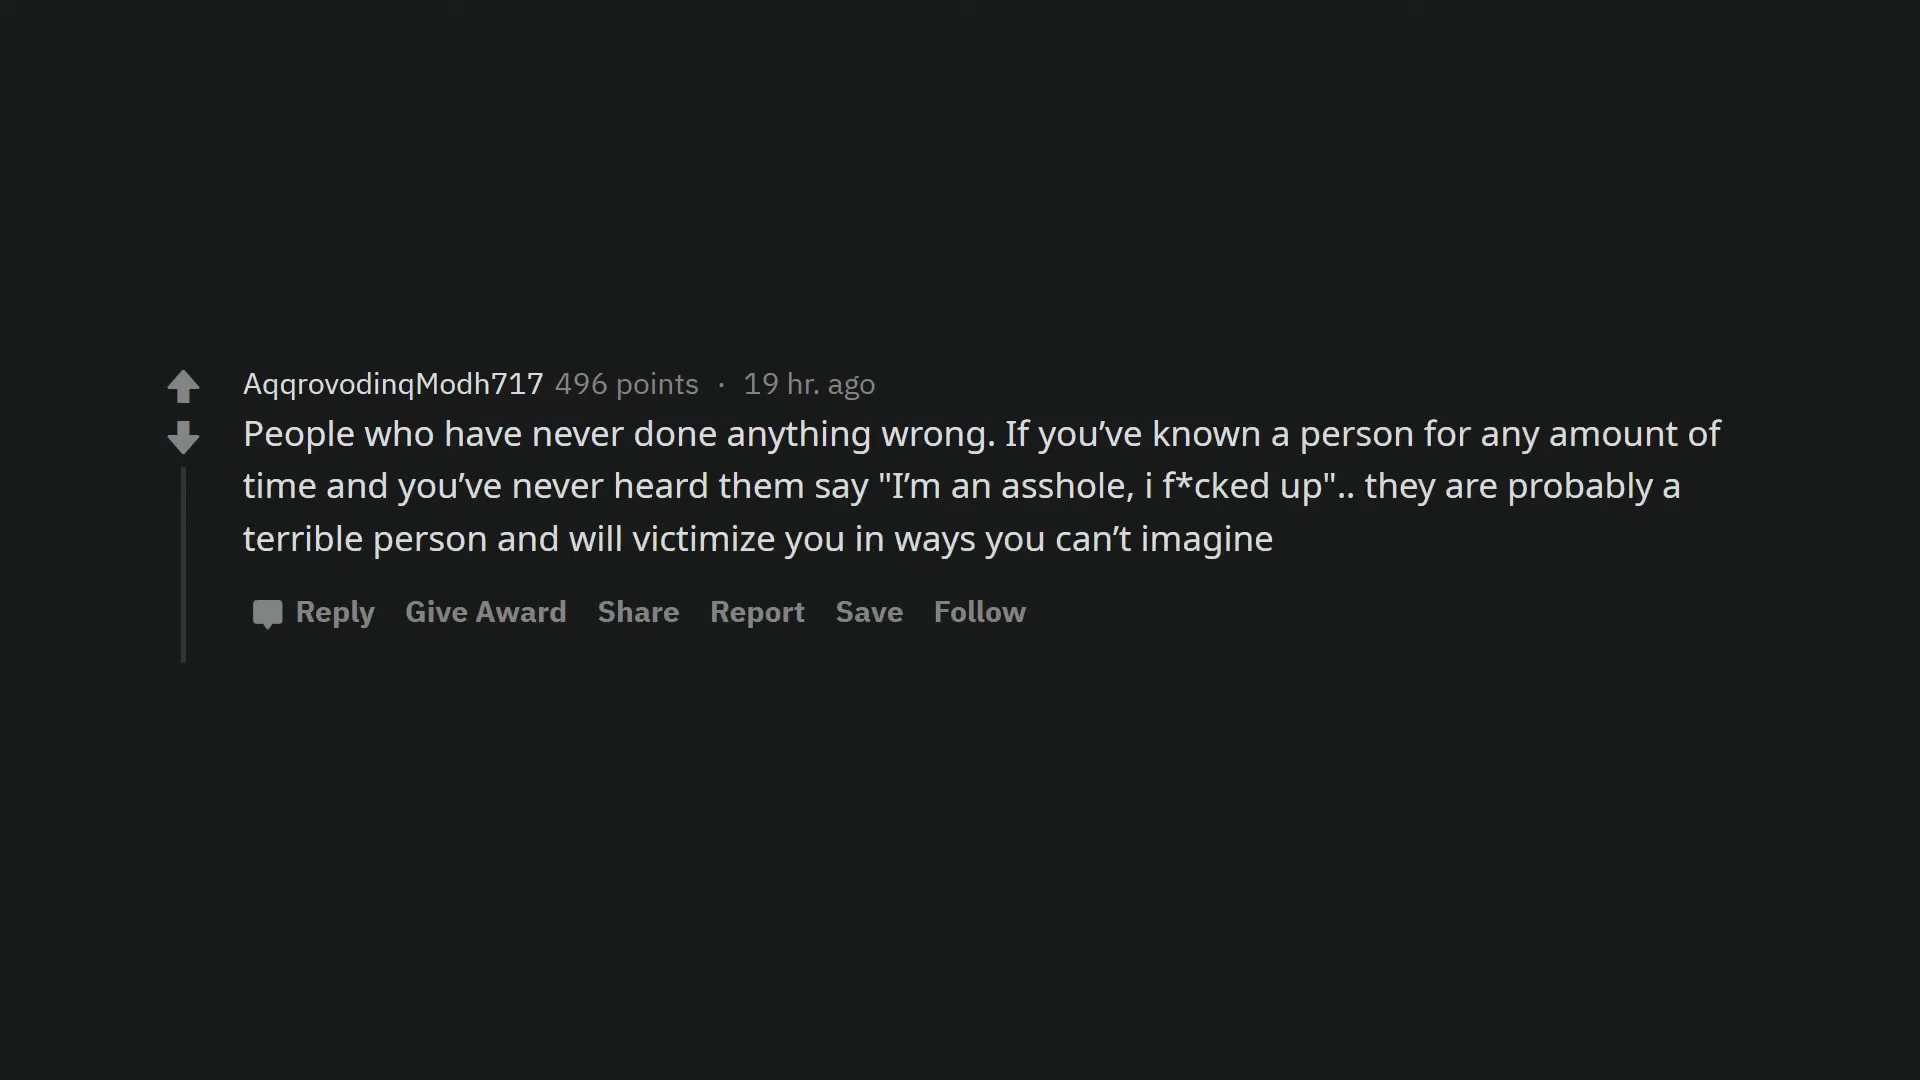 AqqrovodinqModh717 496 points · 19 hr. ago
People who have never done anything wrong. If you’ve known a person for any amount of
time and you’ve never heard them say "I’m an asshole, i f*cked up".. they are probably a
terrible person and will victimize you in ways you can’t imagine
Reply Give Award Share Report Save Follow